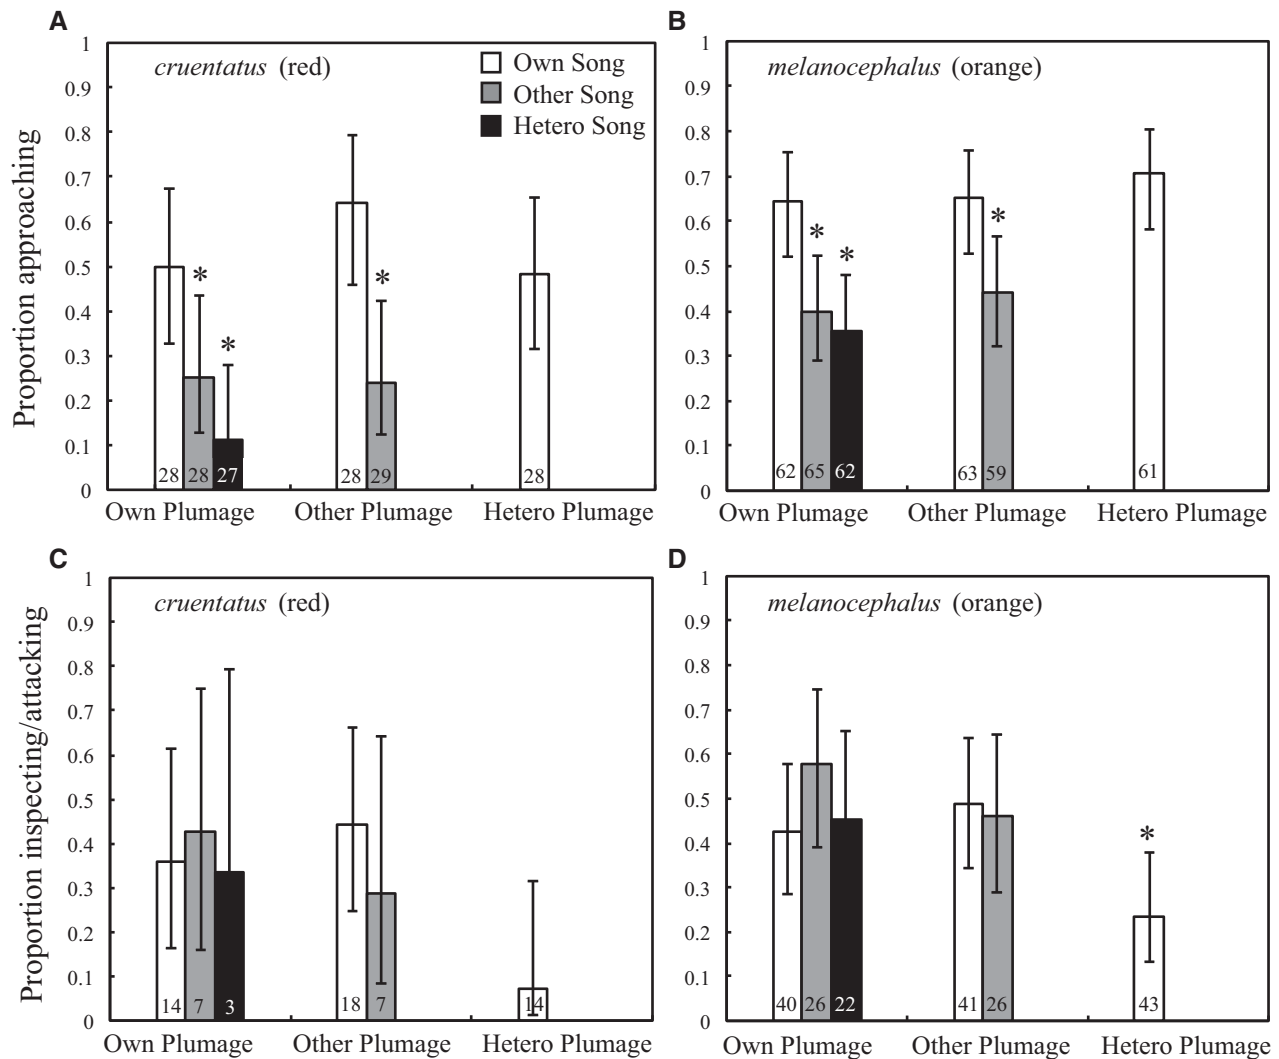 A
Proportion approaching
1
0.9
0.8
0.7
0.6
0.5
0.4
0.3
0.2
0.1
0
cruentatus (red)
Own Song
Other Song
Hetero Song
*
*
*
28 28 27 28 29 28
Own Plumage Other Plumage Hetero Plumage
B
1
0.9
0.8
0.7
0.6
0.5
0.4
0.3
0.2
0.1
0
melanocephalus (orange)
*
*
*
62 65 62 63 59 61
Own Plumage Other Plumage Hetero Plumage
C
Proportion inspecting/attacking
1
0.9
0.8
0.7
0.6
0.5
0.4
0.3
0.2
0.1
0
cruentatus (red)
14 7 3 18 7 14
Own Plumage Other Plumage Hetero Plumage
D
1
0.9
0.8
0.7
0.6
0.5
0.4
0.3
0.2
0.1
0
melanocephalus (orange)
*
40 26 22 41 26 43
Own Plumage Other Plumage Hetero Plumage